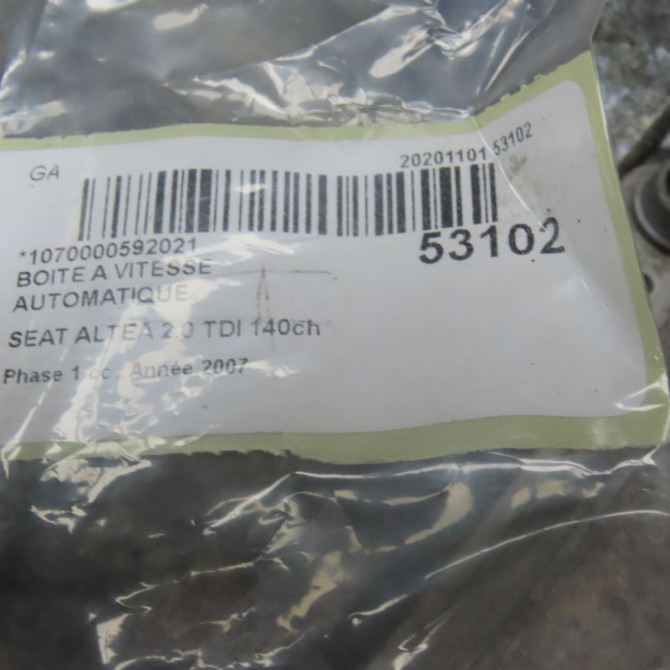 GA
20201101 53102
53102
*1070000592021
BOITE A VITESSE
AUTOMATIQUE
SEAT ALTEA 2.0 TDI 140ch
Phase 1 cc. Année 2007